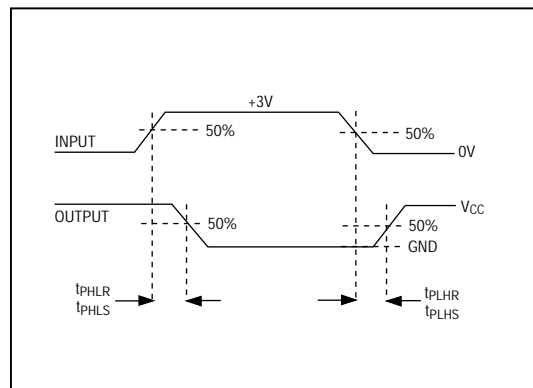 +3V
50%
50%
INPUT
0V
OUTPUT
VCC
50%
50%
GND
tPHLR
tPHLS
tPLHR
tPLHS